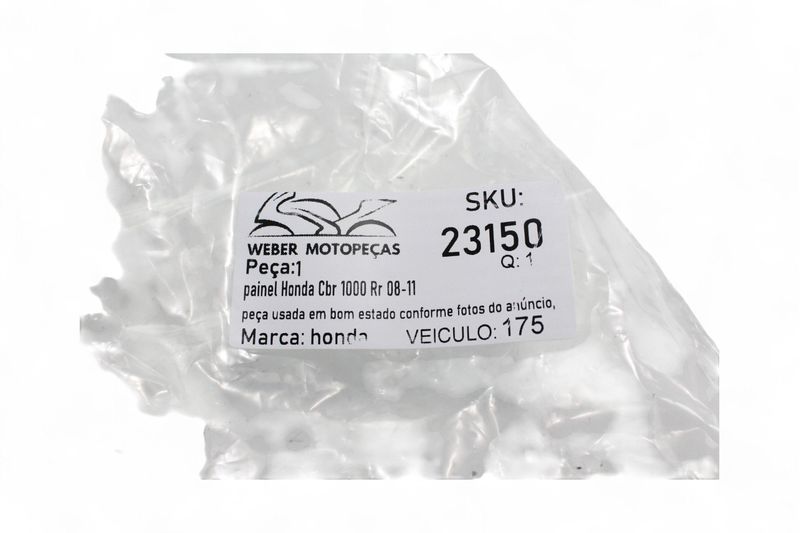 WEBER MOTOPEÇAS
SKU:
23150
Q: 1
Peça:1
painel Honda Cbr 1000 Rr 08-11
peça usada em bom estado conforme fotos do anúncio,
Marca: honda
VEICULO: 175